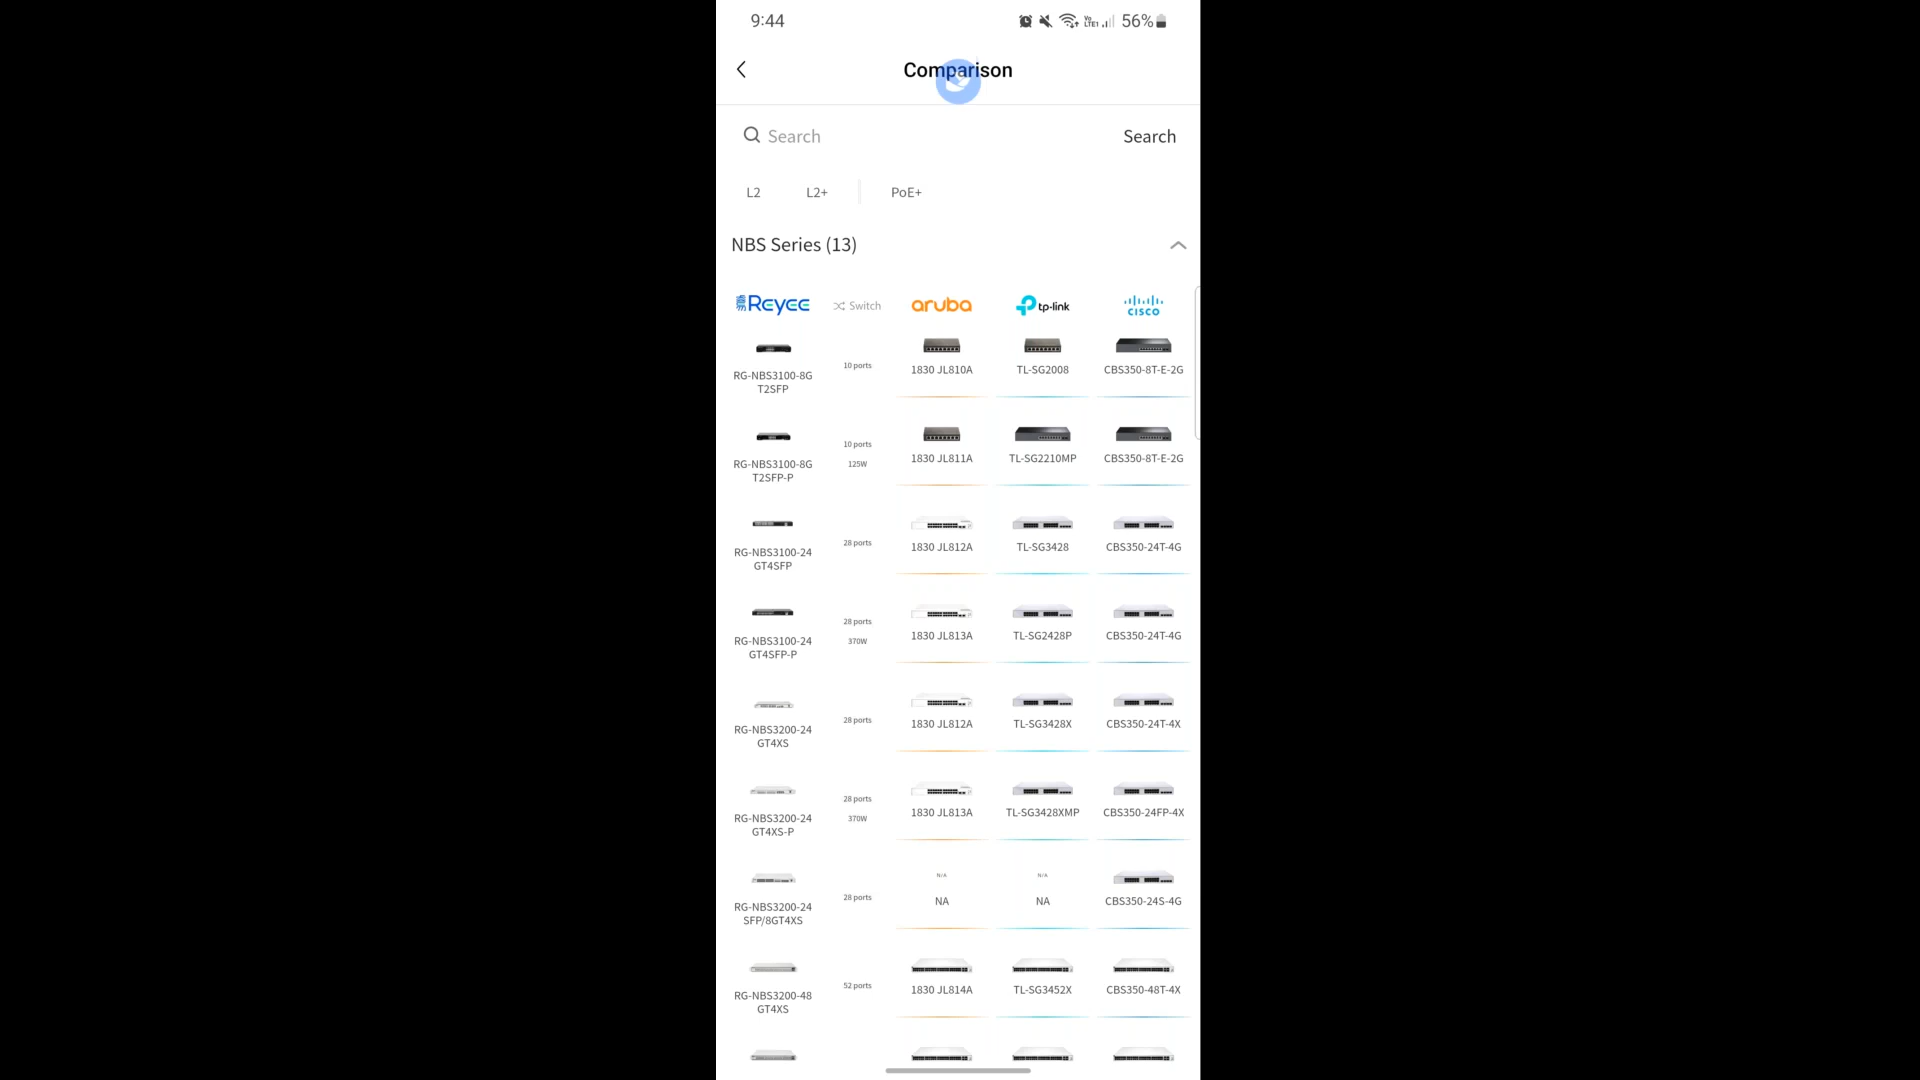 9:44
Vo
LTE1
56%
Comparison
Search
Search
L2
L2+
PoE+
NBS Series (13)
Reyee
Switch
aruba
tp-link
CISCO
RG-NBS3100-8G
T2SFP
10 ports
1830 JL810A
TL-SG2008
CBS350-8T-E-2G
RG-NBS3100-8G
T2SFP-P
10 ports
125W
1830 JL811A
TL-SG2210MP
CBS350-8T-E-2G
RG-NBS3100-24
GT4SFP
28 ports
1830 JL812A
TL-SG3428
CBS350-24T-4G
RG-NBS3100-24
GT4SFP-P
28 ports
370W
1830 JL813A
TL-SG2428P
CBS350-24T-4G
RG-NBS3200-24
GT4XS
28 ports
1830 JL812A
TL-SG3428X
CBS350-24T-4X
RG-NBS3200-24
GT4XS-P
28 ports
370W
1830 JL813A
TL-SG3428XMP
CBS350-24FP-4X
RG-NBS3200-24
SFP/8GT4XS
28 ports
N/A
NA
N/A
NA
CBS350-24S-4G
RG-NBS3200-48
GT4XS
52 ports
1830 JL814A
TL-SG3452X
CBS350-48T-4X